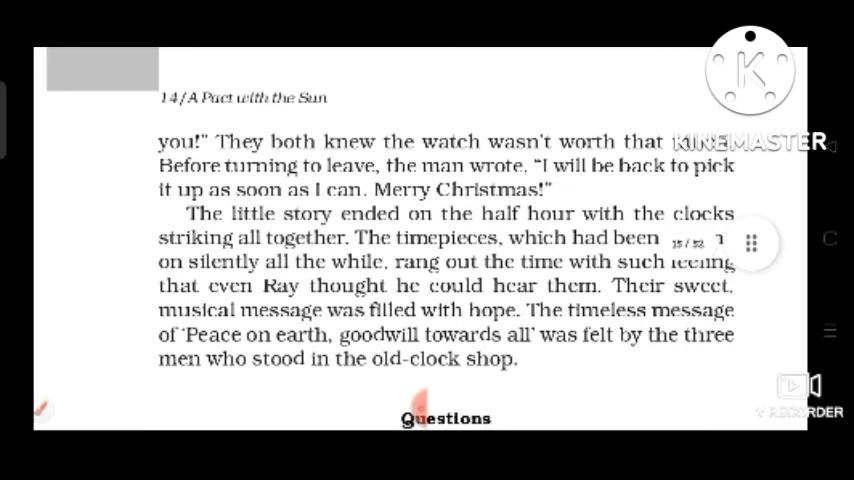 14/A Pact with the Sun
you!" They both knew the watch wasn't worth that
Before turning to leave, the man wrote, "I will be back to pick
it up as soon as I can. Merry Christmas!"
The little story ended on the half hour with the clocks
striking all together. The timepieces, which had been
on silently all the while, rang out the time with such feeling
that even Ray thought he could hear them. Their sweet,
musical message was filled with hope. The timeless message
of 'Peace on earth, goodwill towards all' was felt by the three
men who stood in the old-clock shop.
Questions
K
KINEMASTER
15/52
V RECORDER